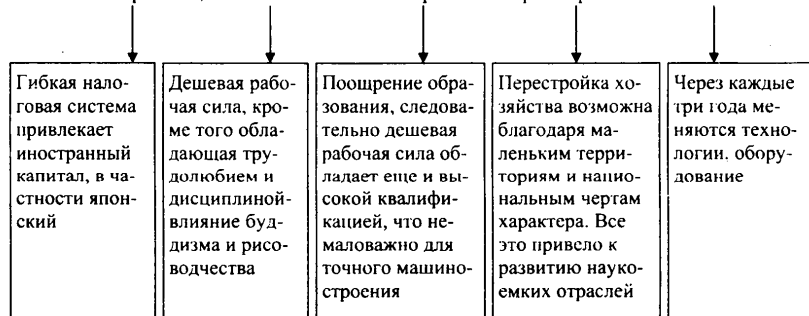 Гибкая нало-
говая система
привлекает
иностранный
капитал, в ча-
стности япон-
ский
Дешевая рабо-
чая сила, кро-
ме того обла-
дающая тру-
долюбием и
дисциплиной-
влияние буд-
дизма и рисо-
водчества
Поощрение обра-
зования, следова-
тельно дешевая
рабочая сила об-
ладает еще и вы-
сокой квалифи-
кацией, что не-
маловажно для
точного машино-
строения
Перестройка хо-
зяйства возможна
благодаря ма-
леньким терри-
ториям и нацио-
нальным чертам
характера. Все
это привело к
развитию науко-
емких отраслей
Через каждые
три года ме-
няются техно-
логии, обору-
дование